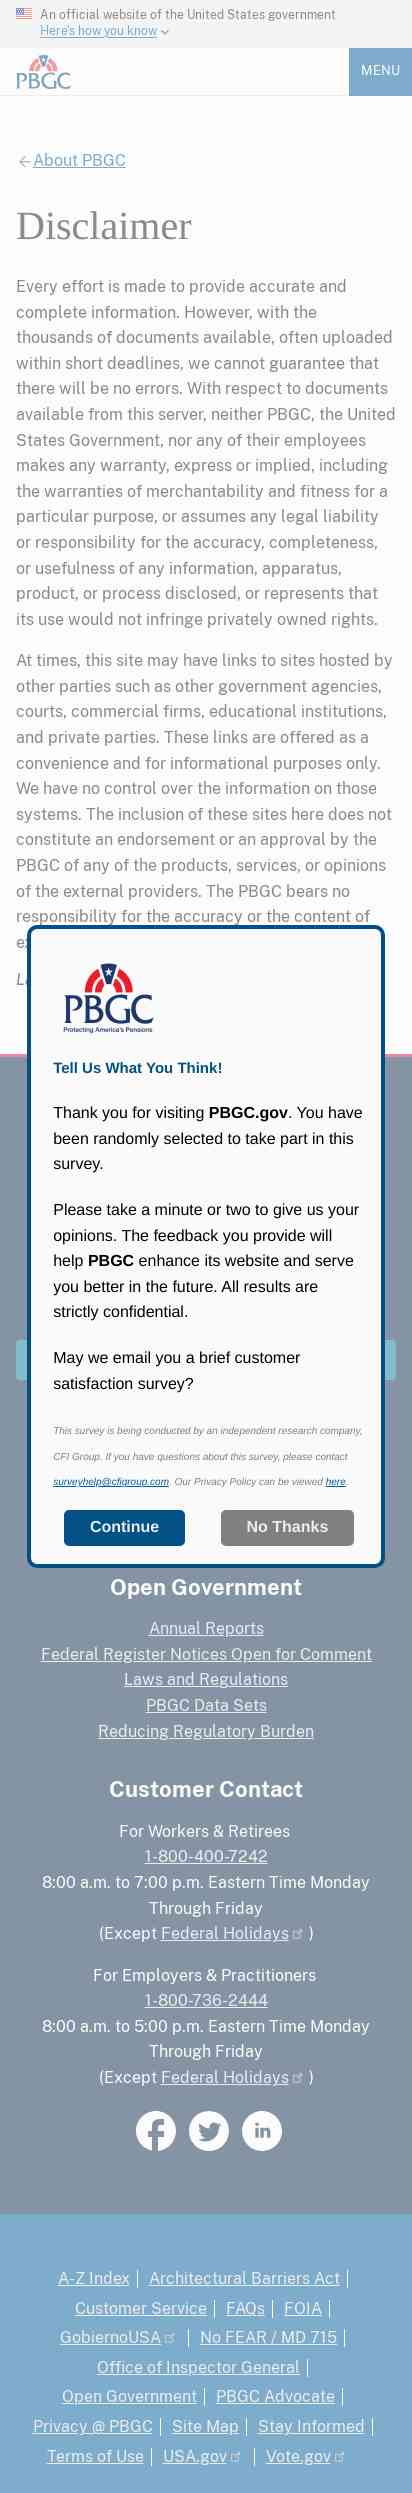 An official website of the United States government
Here's how you know
PBGC
MENU
About PBGC
Disclaimer
Every effort is made to provide accurate and
complete information. However, with the
thousands of documents available, often uploaded
within short deadlines, we cannot guarantee that
there will be no errors. With respect to documents
available from this server, neither PBGC, the United
States Government, nor any of their employees
makes any warranty, express or implied, including
the warranties of merchantability and fitness for a
particular purpose, or assumes any legal liability
or responsibility for the accuracy, completeness,
or usefulness of any information, apparatus,
product, or process disclosed, or represents that
its use would not infringe privately owned rights.
At times, this site may have links to sites hosted by
other parties such as other government agencies,
courts, commercial firms, educational institutions,
and private parties. These links are offered as a
convenience and for informational purposes only.
We have no control over the information on those
systems. The inclusion of these sites here does not
constitute an endorsement or an approval by the
PBGC of any of the products, services, or opinions
of the external providers. The PBGC bears no
responsibility for the accuracy or the content of
PBGC
Protecting America's Pensions
Tell Us What You Think!
Thank you for visiting PBGC.gov. You have
been randomly selected to take part in this
survey.
Please take a minute or two to give us your
opinions. The feedback you provide will
help PBGC enhance its website and serve
you better in the future. All results are
strictly confidential.
May we email you a brief customer
satisfaction survey?
This survey is being conducted by an independent research company,
CFI Group. If you have questions about this survey, please contact
surveyhelp@cfigroup.com. Our Privacy Policy can be viewed here.
Continue
No Thanks
Open Government
Annual Reports
Federal Register Notices Open for Comment
Laws and Regulations
PBGC Data Sets
Reducing Regulatory Burden
Customer Contact
For Workers & Retirees
1-800-400-7242
8:00 a.m. to 7:00 p.m. Eastern Time Monday
Through Friday
(Except Federal Holidays )
For Employers & Practitioners
1-800-736-2444
8:00 a.m. to 5:00 p.m. Eastern Time Monday
Through Friday
(Except Federal Holidays )
A-Z Index | Architectural Barriers Act |
Customer Service | FAQs | FOIA |
GobiernoUSA | No FEAR / MD 715 |
Office of Inspector General |
Open Government | PBGC Advocate |
Privacy @ PBGC | Site Map | Stay Informed |
Terms of Use | USA.gov | Vote.gov